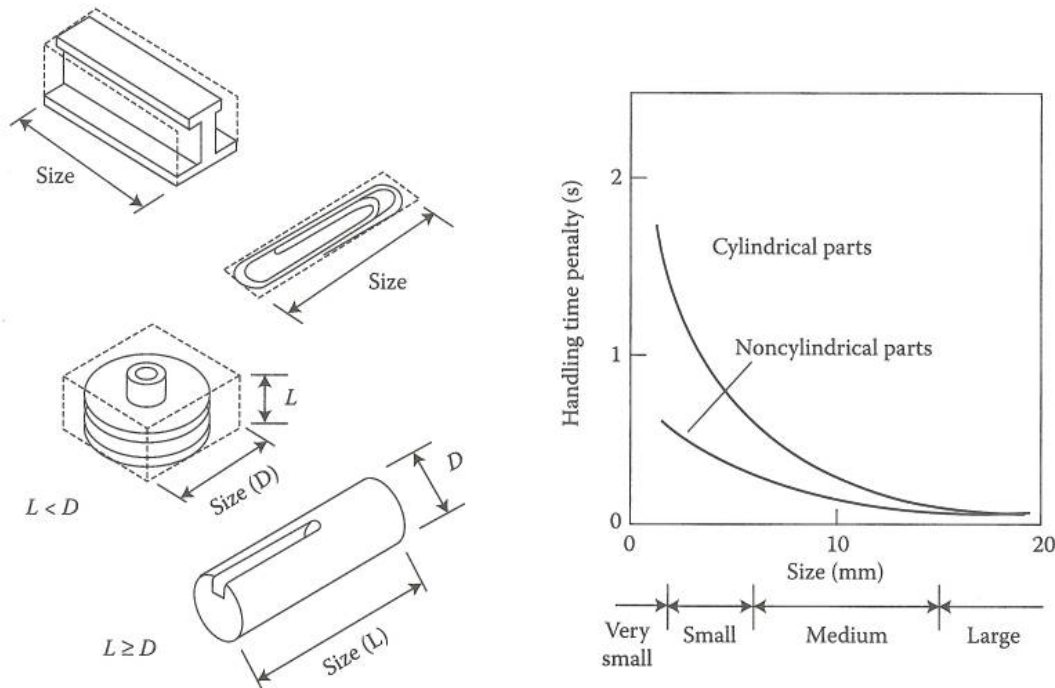 Size
Size
L
Size (D)
L < D
D
Size (L)
L ≥ D
Handling time penalty (s)
2
1
0
Cylindrical parts
Noncylindrical parts
0
10
20
Size (mm)
Very
small
Small
Medium
Large